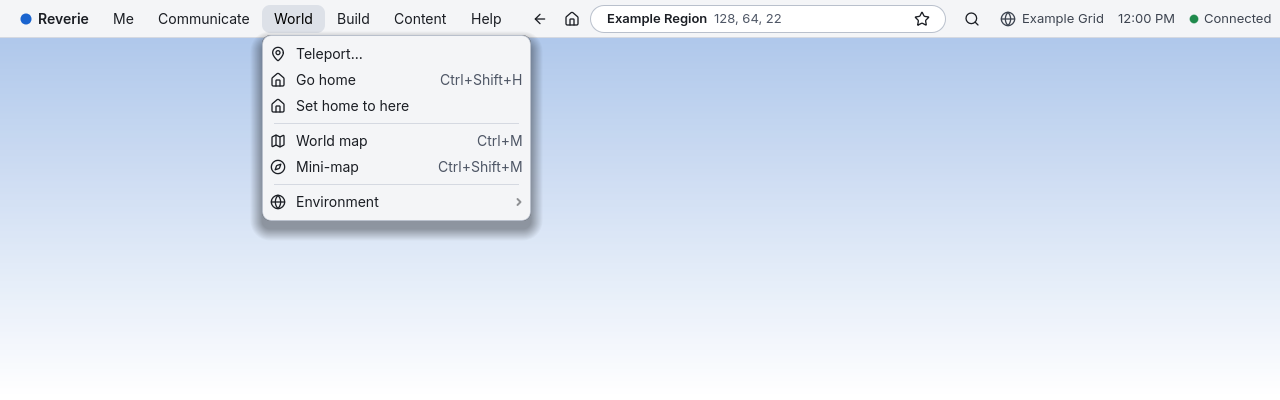 Reverie Me Communicate World Build Content Help Example Region 128, 64, 22 Example Grid 12:00 PM Connected
Teleport...
Go home Ctrl+Shift+H
Set home to here
World map Ctrl+M
Mini-map Ctrl+Shift+M
Environment